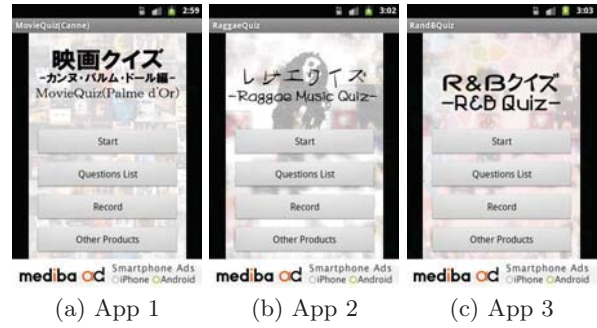 2:59
MovieQuiz(Canne)
映画クイズ
-カンヌ・パルム・ドール編-
MovieQuiz(Palme d'Or)
Start
Questions List
Record
Other Products
mediba ad
Smartphone Ads
iPhone Android
(a) App 1
3:02
RaggaeQuiz
レゲエクイズ
-Raggae Music Quiz-
Start
Questions List
Record
Other Products
mediba ad
Smartphone Ads
iPhone Android
(b) App 2
3:03
RandBQuiz
R&Bクイズ
-R&B Quiz-
Start
Questions List
Record
Other Products
mediba ad
Smartphone Ads
iPhone Android
(c) App 3